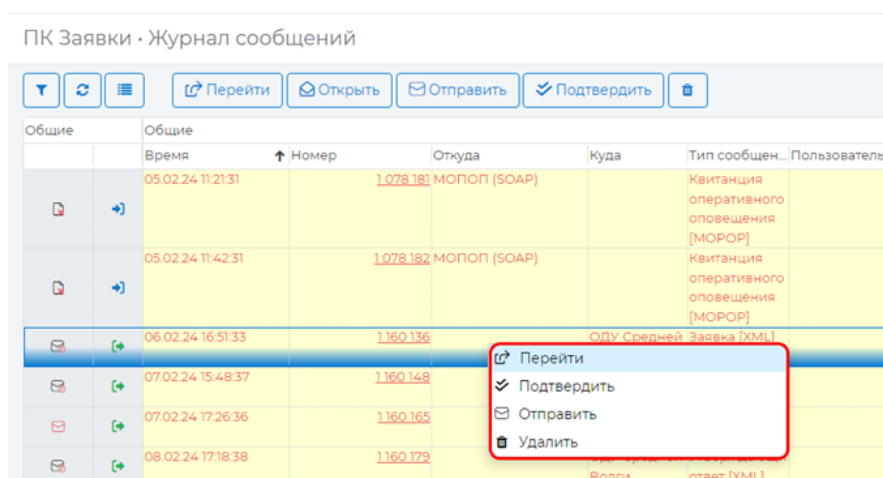 ПК Заявки • Журнал сообщений
Перейти Открыть Отправить Подтвердить
Общие Общие
Время Номер Откуда Куда Тип сообщен... Пользователь
05.02.24 11:21:31 1 078 181 МОПОП (SOAP) Квитанция
оперативного
оповещения
[MOPOP]
05.02.24 11:42:31 1 078 182 МОПОП (SOAP) Квитанция
оперативного
оповещения
[MOPOP]
06.02.24 16:51:33 1 160 136 ОДУ Средней Заявка [XML]
Перейти
07.02.24 15:48:37 1 160 148
Подтвердить
07.02.24 17:26:36 1 160 165
Отправить
Удалить
08.02.24 17:18:38 1 160 179
Волги ответ [XML]